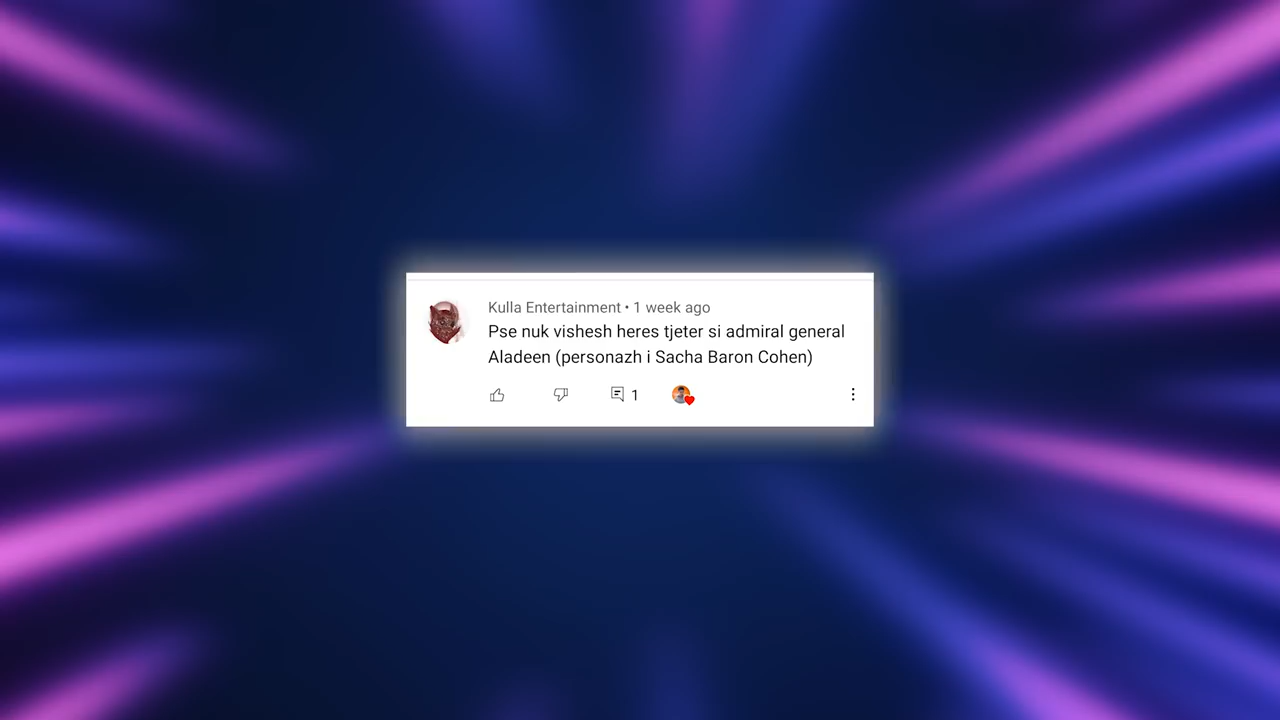 Kulla Entertainment • 1 week ago
Pse nuk vishesh heres tjeter si admiral general
Aladeen (personazh i Sacha Baron Cohen)
1